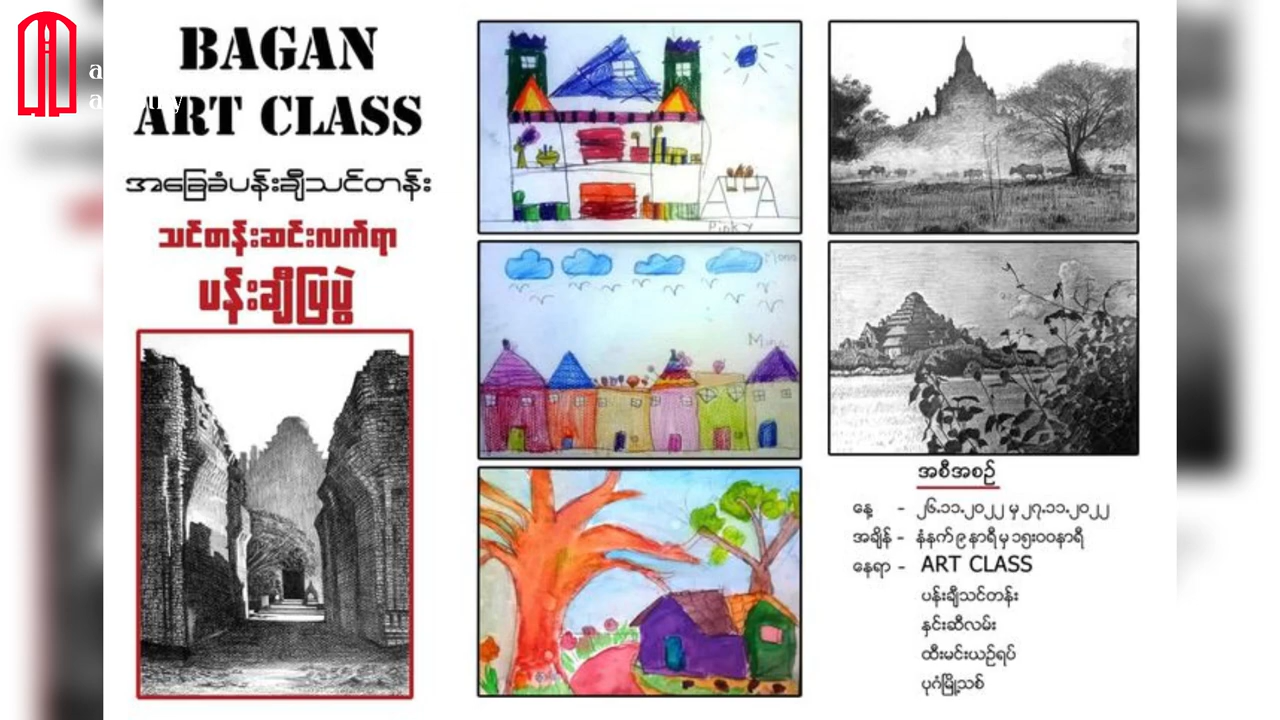 BAGAN
ART CLASS
အခြေခံပန်းချီသင်တန်း
သင်တန်းဆင်းလက်ရာ
ပန်းချီပြပွဲ
Pinky
အစီအစဉ်
နေ့ - ၂၆.၁၁.၂၀၂၂ မှ ၂၇.၁၁.၂၀၂၂
အချိန် - နံနက် ၉ နာရီ မှ ၁၅း၀၀ နာရီ
နေရာ - ART CLASS
ပန်းချီသင်တန်း
နှင်းဆီလမ်း
ထီးမင်းယဉ်ရပ်
ပုဂံမြို့သစ်